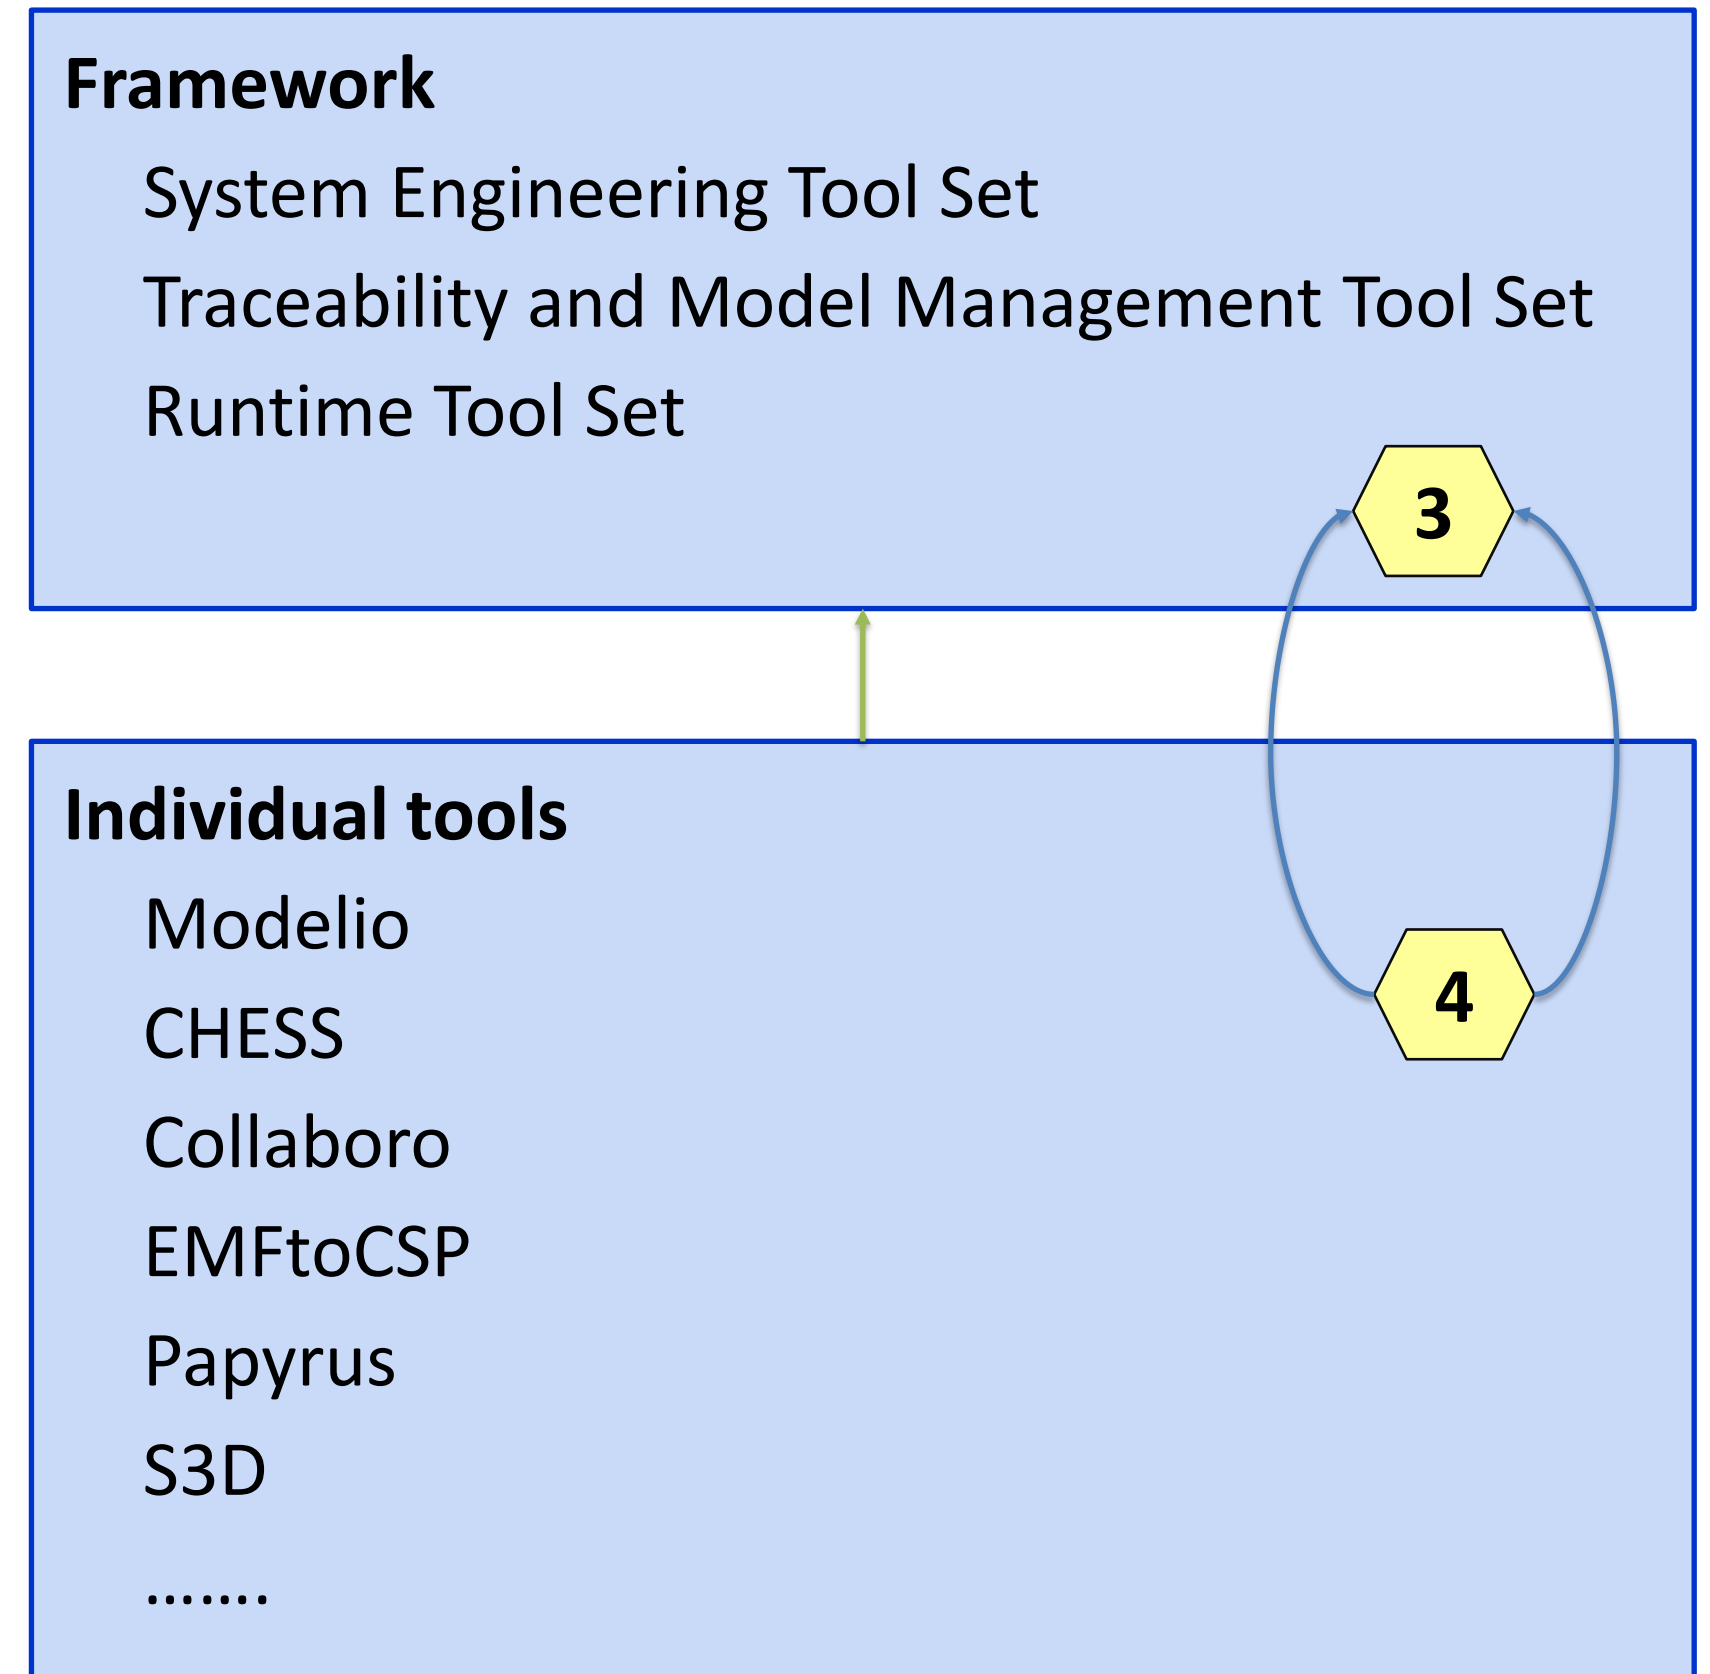 Framework
System Engineering Tool Set
Traceability and Model Management Tool Set
Runtime Tool Set
3
Individual tools
Modelio
CHESS
4
Collaboro
EMFtoCSP
Papyrus
S3D
.......